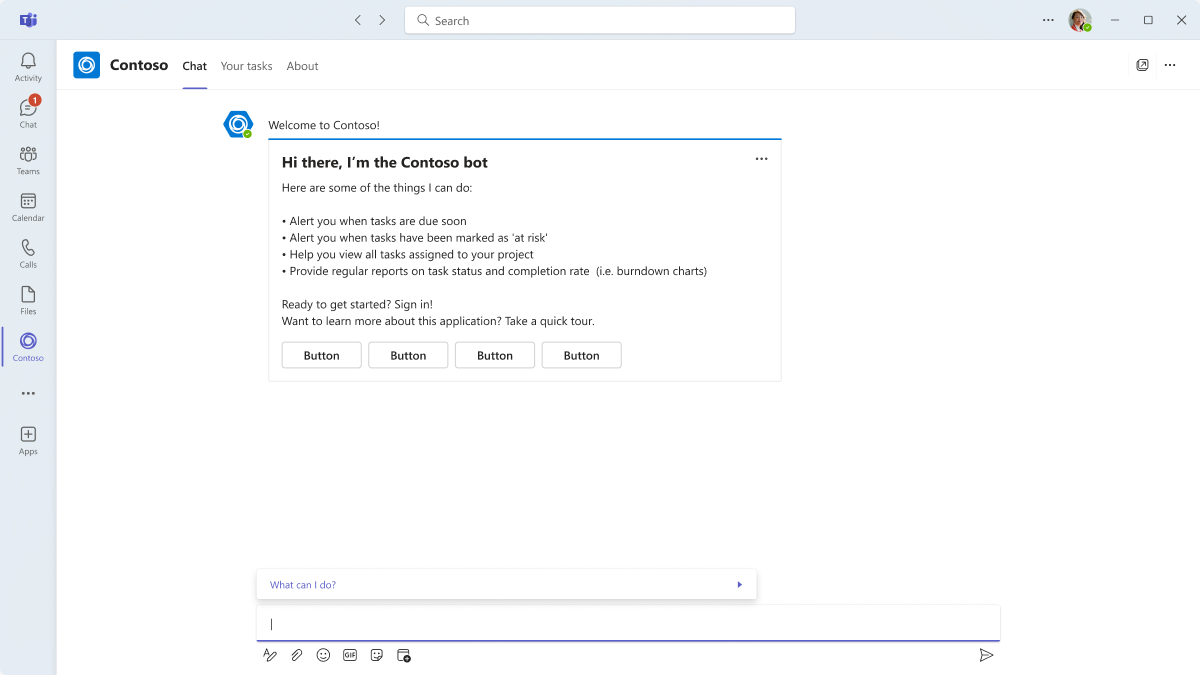 Search
Activity
1
Chat
Teams
Calendar
Calls
Files
Contoso
Apps
Contoso
Chat
Your tasks
About
Welcome to Contoso!
Hi there, I’m the Contoso bot
Here are some of the things I can do:
• Alert you when tasks are due soon
• Alert you when tasks have been marked as ‘at risk’
• Help you view all tasks assigned to your project
• Provide regular reports on task status and completion rate (i.e. burndown charts)
Ready to get started? Sign in!
Want to learn more about this application? Take a quick tour.
Button
Button
Button
Button
What can I do?
GIF